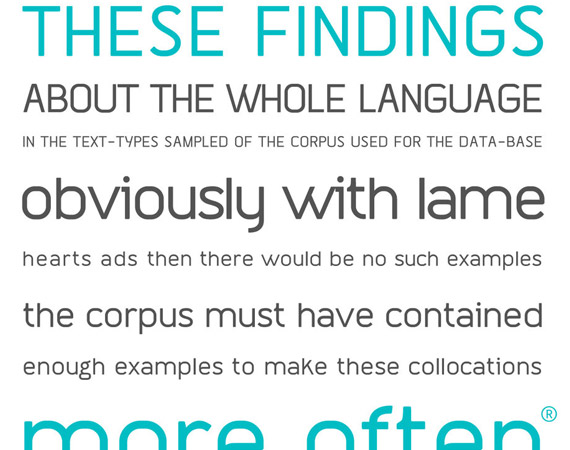 THESE FINDINGS
ABOUT THE WHOLE LANGUAGE
IN THE TEXT-TYPES SAMPLED OF THE CORPUS USED FOR THE DATA-BASE
obviously with lame
hearts ads then there would be no such examples
the corpus must have contained
enough examples to make these collocations
more often®